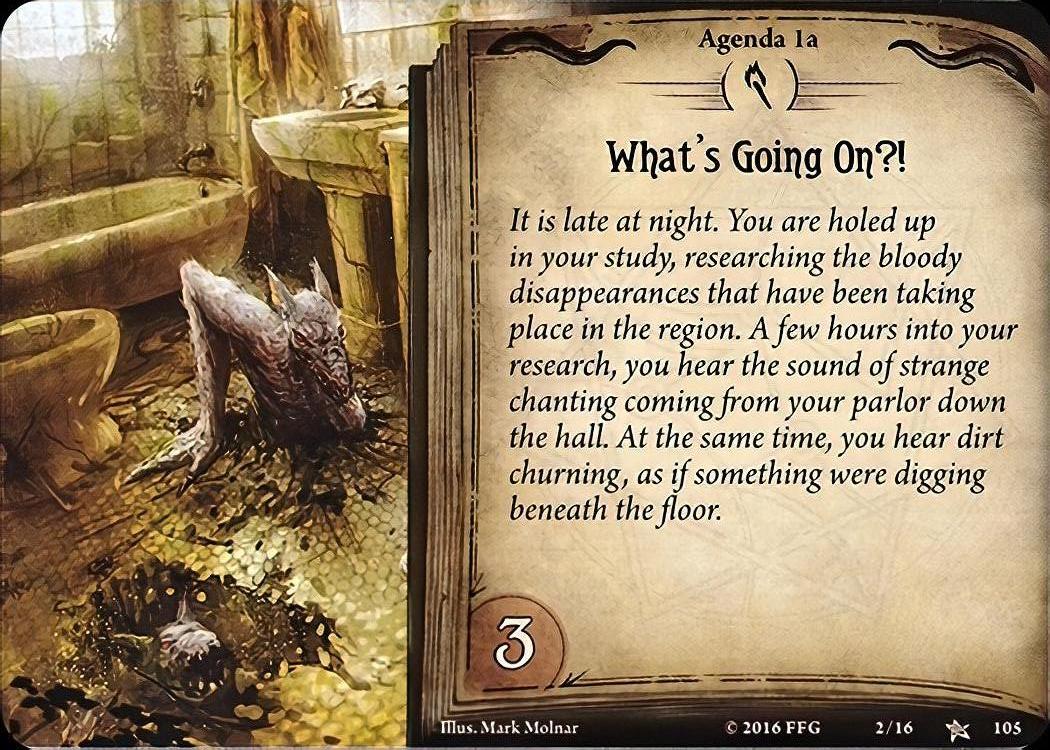 Agenda 1a
What's Going On?!
It is late at night. You are holed up
in your study, researching the bloody
disappearances that have been taking
place in the region. A few hours into your
research, you hear the sound of strange
chanting coming from your parlor down
the hall. At the same time, you hear dirt
churning, as if something were digging
beneath the floor.
3
Illus. Mark Molnar
© 2016 FFG
2/16
105